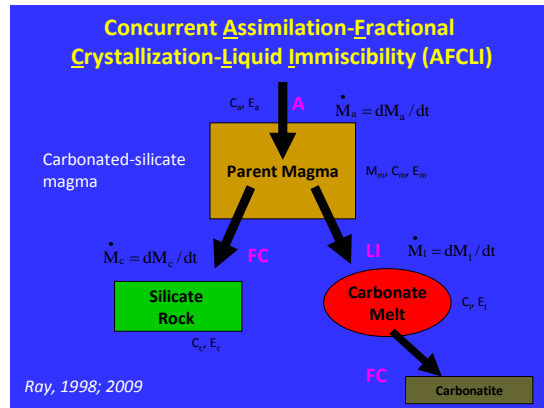 Concurrent Assimilation-Fractional
Crystallization-Liquid Immiscibility (AFCLI)
Cₐ, Eₐ
A
Ṁₐ = dMₐ/dt
Carbonated-silicate
magma
Parent Magma
Mₘ, Cₘ, Eₘ
Ṁc = dMc/dt
FC
LI
Ṁₗ = dMₗ/dt
Silicate
Rock
Carbonate
Melt
Cₗ, Eₗ
Cc, Ec
FC
Ray, 1998; 2009
Carbonatite